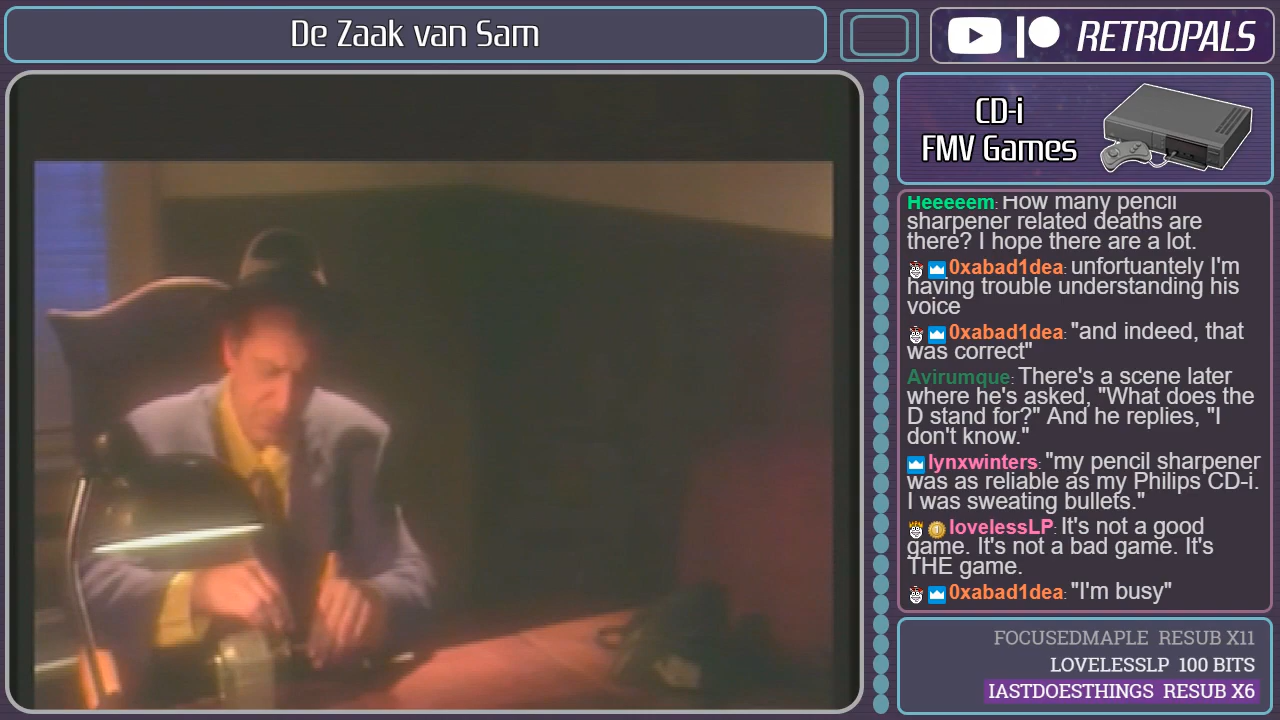 De Zaak van Sam
RETROPALS
CD-i
FMV Games
Heeeeem: How many pencil
sharpener related deaths are
there? I hope there are a lot.
0xabad1dea: unfortuantely I'm
having trouble understanding his
voice
0xabad1dea: "and indeed, that
was correct"
Avirumque: There's a scene later
where he's asked, "What does the
D stand for?" And he replies, "I
don't know."
lynxwinters: "my pencil sharpener
was as reliable as my Philips CD-i.
I was sweating bullets."
lovelessLP: It's not a good
game. It's not a bad game. It's
THE game.
0xabad1dea: "I'm busy"
FOCUSEDMAPLE RESUB X11
LOVELESSLP 100 BITS
IASTDOESTHINGS RESUB X6